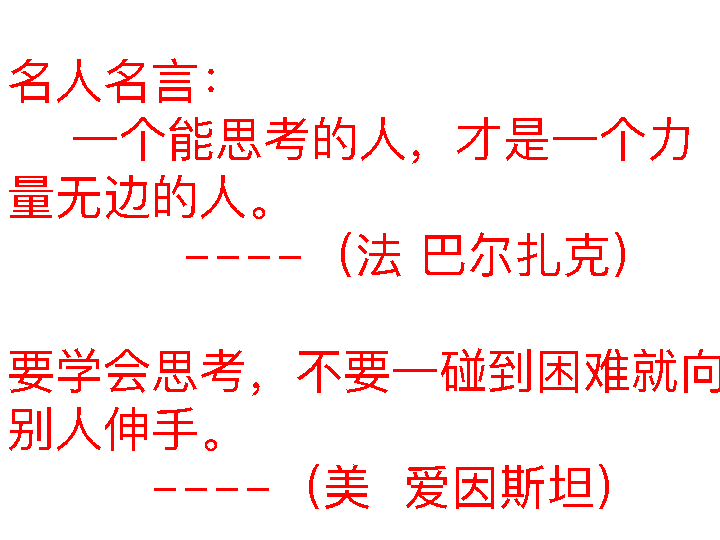 名人名言：
一个能思考的人，才是一个力
量无边的人。
----（法 巴尔扎克）
要学会思考，不要一碰到困难就向
别人伸手。
----（美 爱因斯坦）